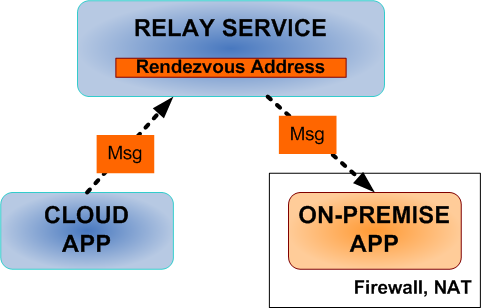 RELAY SERVICE
Rendezvous Address
Msg
Msg
CLOUD
APP
ON-PREMISE
APP
Firewall, NAT